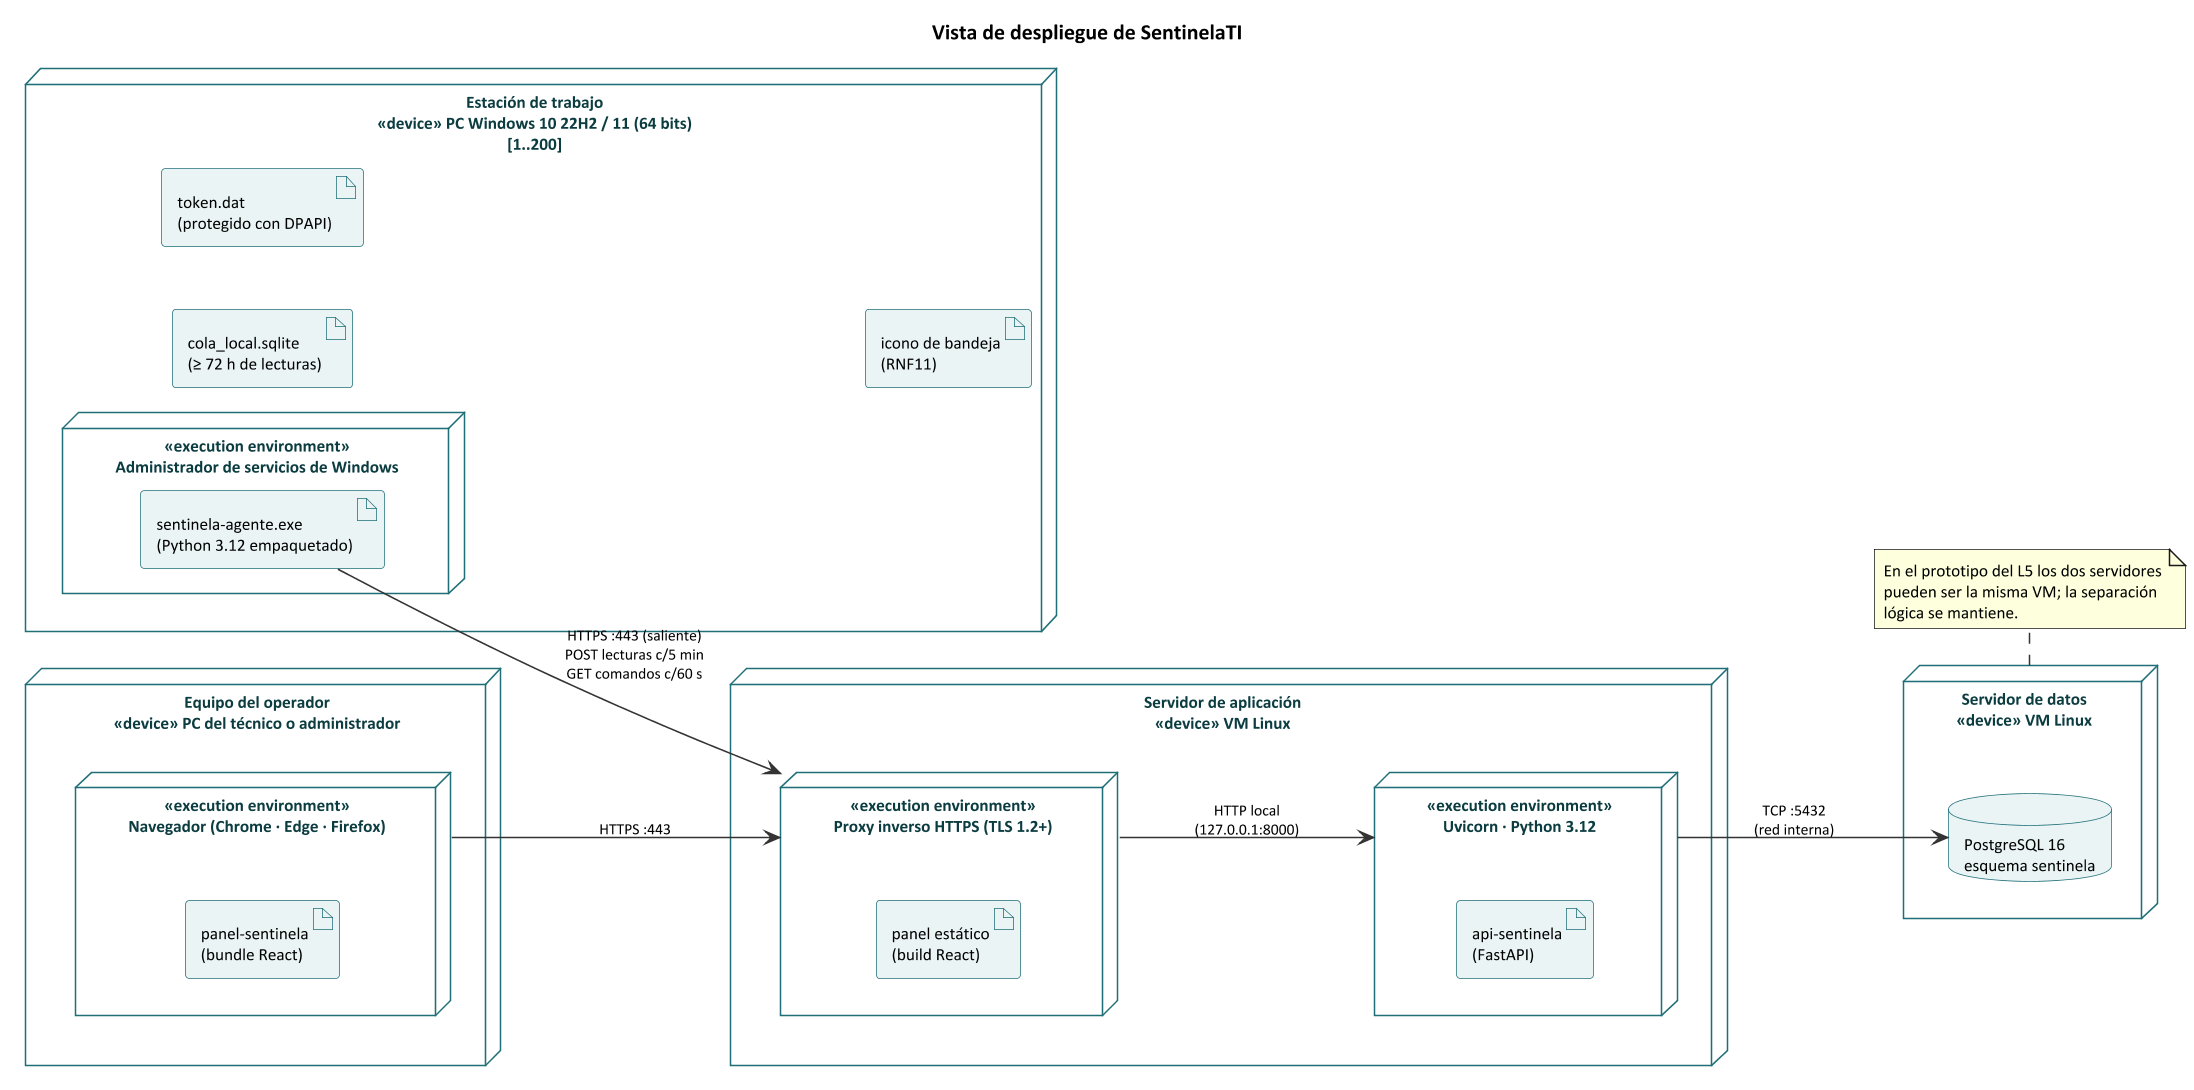 Vista de despliegue de SentinelaTI
Estación de trabajo
«device» PC Windows 10 22H2 / 11 (64 bits)
[1..200]
token.dat
(protegido con DPAPI)
cola_local.sqlite
(≥ 72 h de lecturas)
icono de bandeja
(RNF11)
«execution environment»
Administrador de servicios de Windows
sentinela-agente.exe
(Python 3.12 empaquetado)
HTTPS :443 (saliente)
POST lecturas c/5 min
GET comandos c/60 s
En el prototipo del L5 los dos servidores
pueden ser la misma VM; la separación
lógica se mantiene.
Equipo del operador
«device» PC del técnico o administrador
«execution environment»
Navegador (Chrome · Edge · Firefox)
panel-sentinela
(bundle React)
HTTPS :443
Servidor de aplicación
«device» VM Linux
«execution environment»
Proxy inverso HTTPS (TLS 1.2+)
panel estático
(build React)
HTTP local
(127.0.0.1:8000)
«execution environment»
Uvicorn · Python 3.12
api-sentinela
(FastAPI)
TCP :5432
(red interna)
Servidor de datos
«device» VM Linux
PostgreSQL 16
esquema sentinela